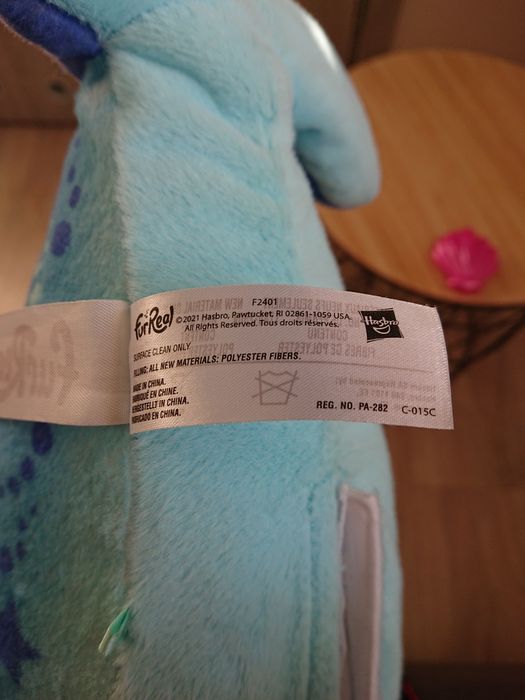 furReal
F2401
©2021 Hasbro, Pawtucket, RI 02861-1059 USA.
All Rights Reserved. Tous droits réservés.
Hasbro
SURFACE CLEAN ONLY
FILLING: ALL NEW MATERIALS: POLYESTER FIBERS.
MADE IN CHINA.
FABRIQUÉ EN CHINE.
HERGESTELLT IN CHINA.
FABRICADO EN CHINA.
REG. NO. PA-282 C-015C